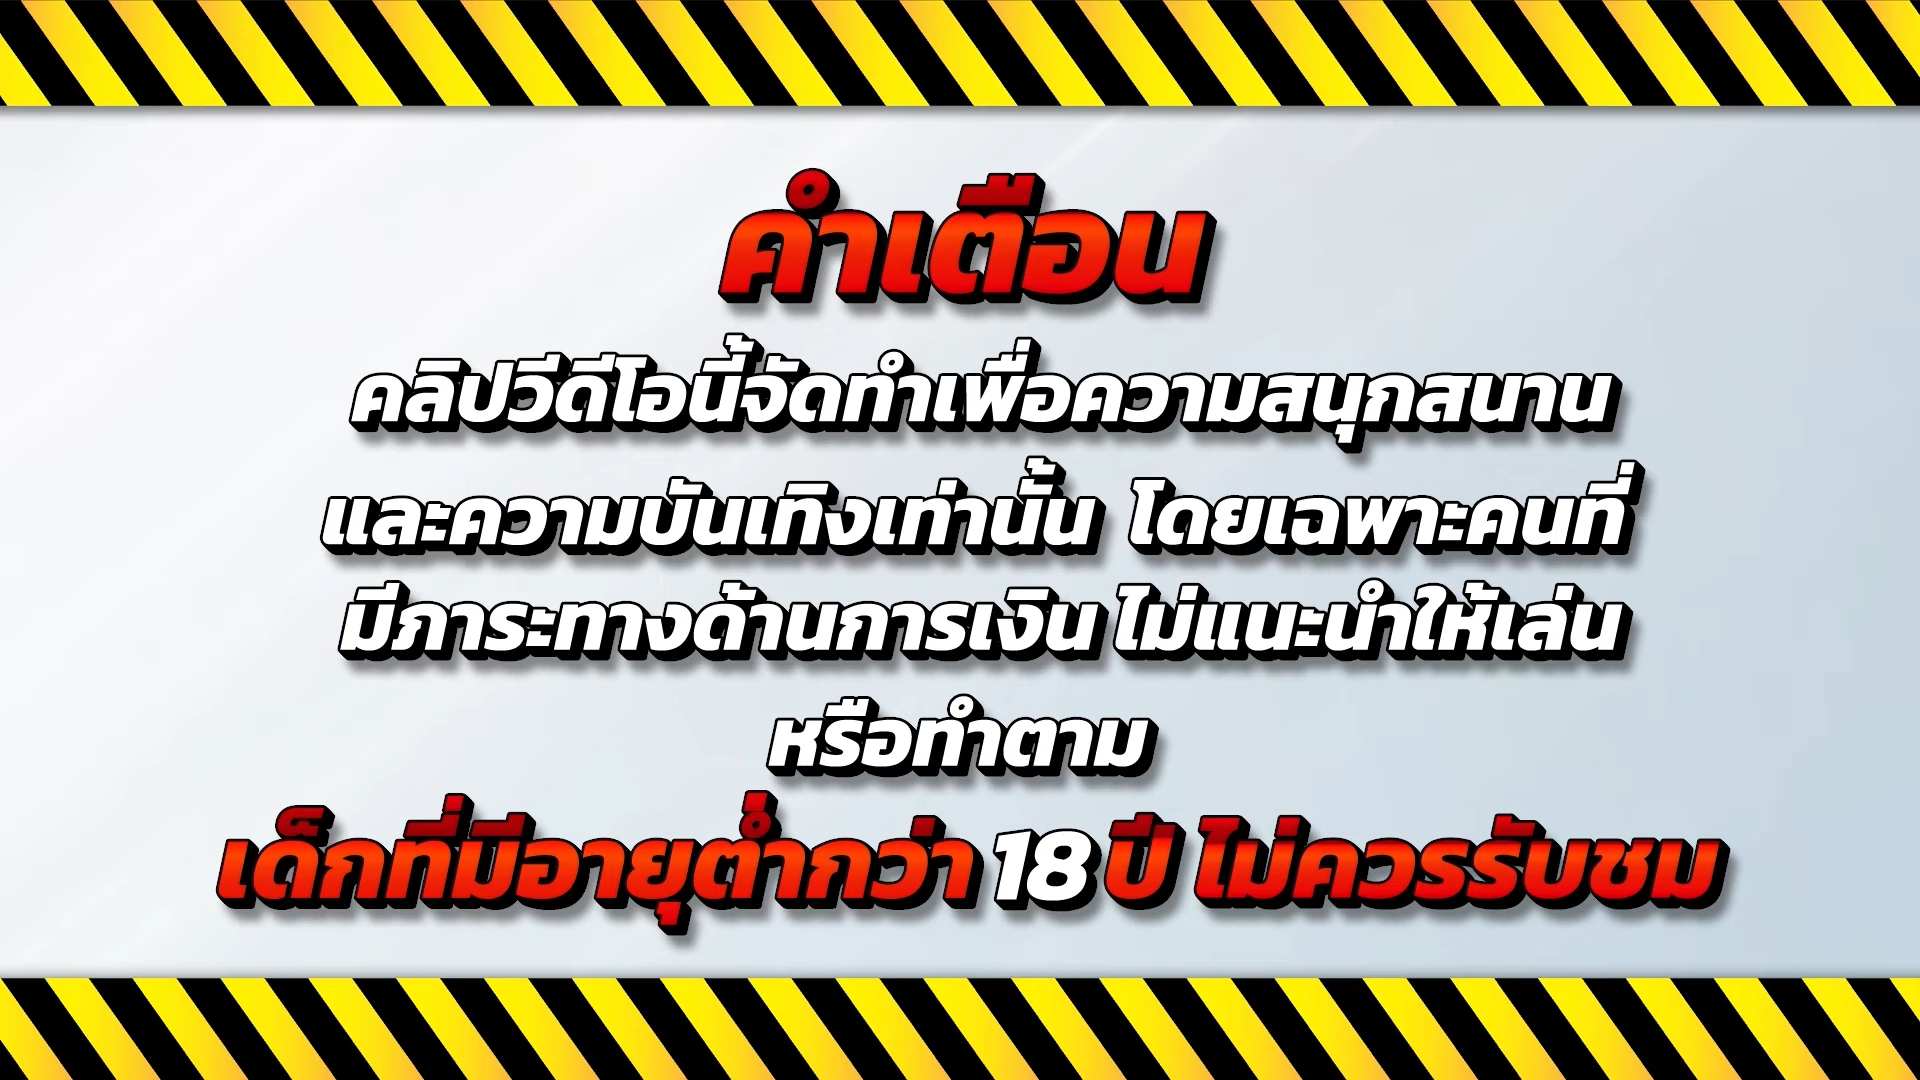 คำเตือน
คลิปวีดีโอนี้จัดทำเพื่อความสนุกสนาน
และความบันเทิงเท่านั้น โดยเฉพาะคนที่
มีภาระทางด้านการเงิน ไม่แนะนำให้เล่น
หรือทำตาม
เด็กที่มีอายุต่ำกว่า 18 ปี ไม่ควรรับชม